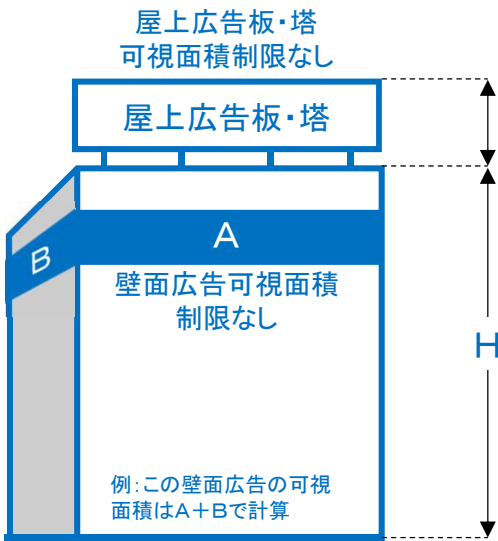 屋上広告板・塔
可視面積制限なし
屋上広告板・塔
A
B
壁面広告可視面積
制限なし
H
例:この壁面広告の可視
面積はA+Bで計算